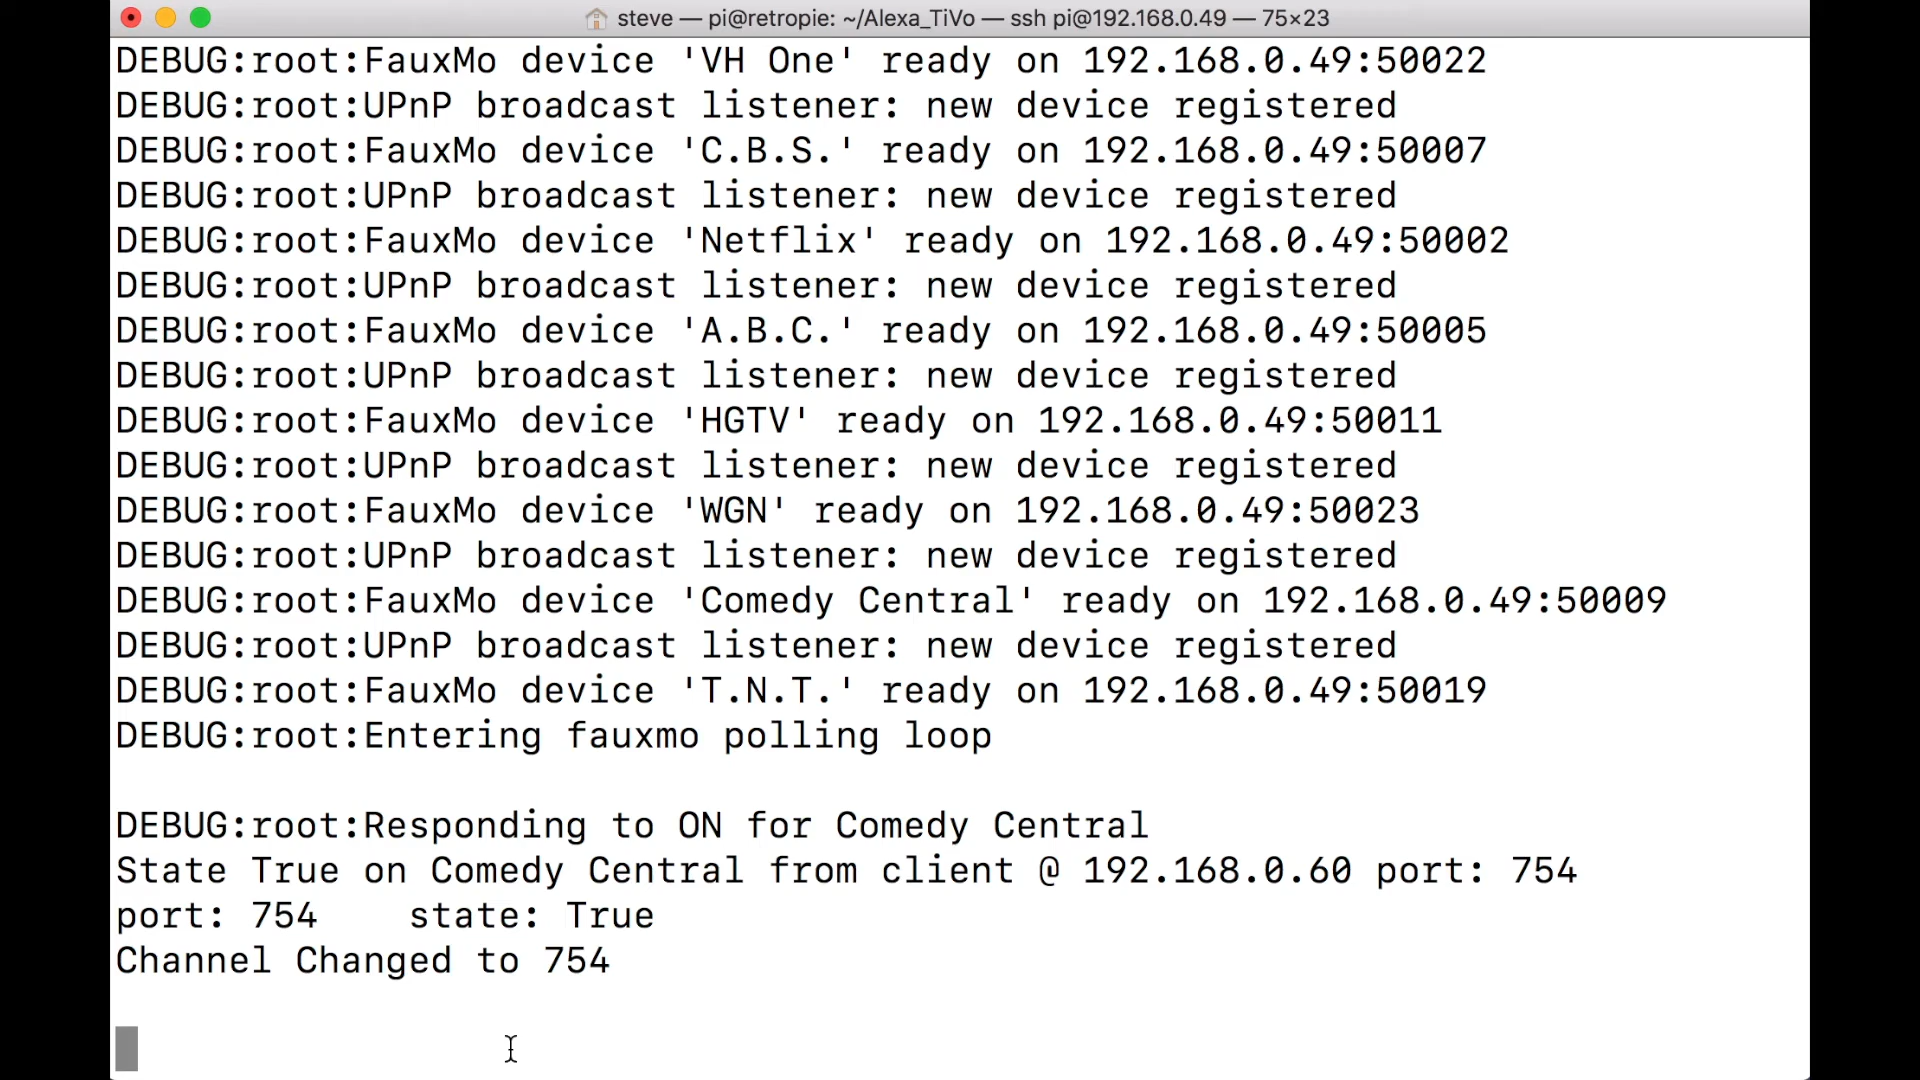 steve — pi@retropie: ~/Alexa_TiVo — ssh pi@192.168.0.49 — 75×23
DEBUG:root:FauxMo device 'VH One' ready on 192.168.0.49:50022
DEBUG:root:UPnP broadcast listener: new device registered
DEBUG:root:FauxMo device 'C.B.S.' ready on 192.168.0.49:50007
DEBUG:root:UPnP broadcast listener: new device registered
DEBUG:root:FauxMo device 'Netflix' ready on 192.168.0.49:50002
DEBUG:root:UPnP broadcast listener: new device registered
DEBUG:root:FauxMo device 'A.B.C.' ready on 192.168.0.49:50005
DEBUG:root:UPnP broadcast listener: new device registered
DEBUG:root:FauxMo device 'HGTV' ready on 192.168.0.49:50011
DEBUG:root:UPnP broadcast listener: new device registered
DEBUG:root:FauxMo device 'WGN' ready on 192.168.0.49:50023
DEBUG:root:UPnP broadcast listener: new device registered
DEBUG:root:FauxMo device 'Comedy Central' ready on 192.168.0.49:50009
DEBUG:root:UPnP broadcast listener: new device registered
DEBUG:root:FauxMo device 'T.N.T.' ready on 192.168.0.49:50019
DEBUG:root:Entering fauxmo polling loop
DEBUG:root:Responding to ON for Comedy Central
State True on Comedy Central from client @ 192.168.0.60 port: 754
port: 754    state: True
Channel Changed to 754